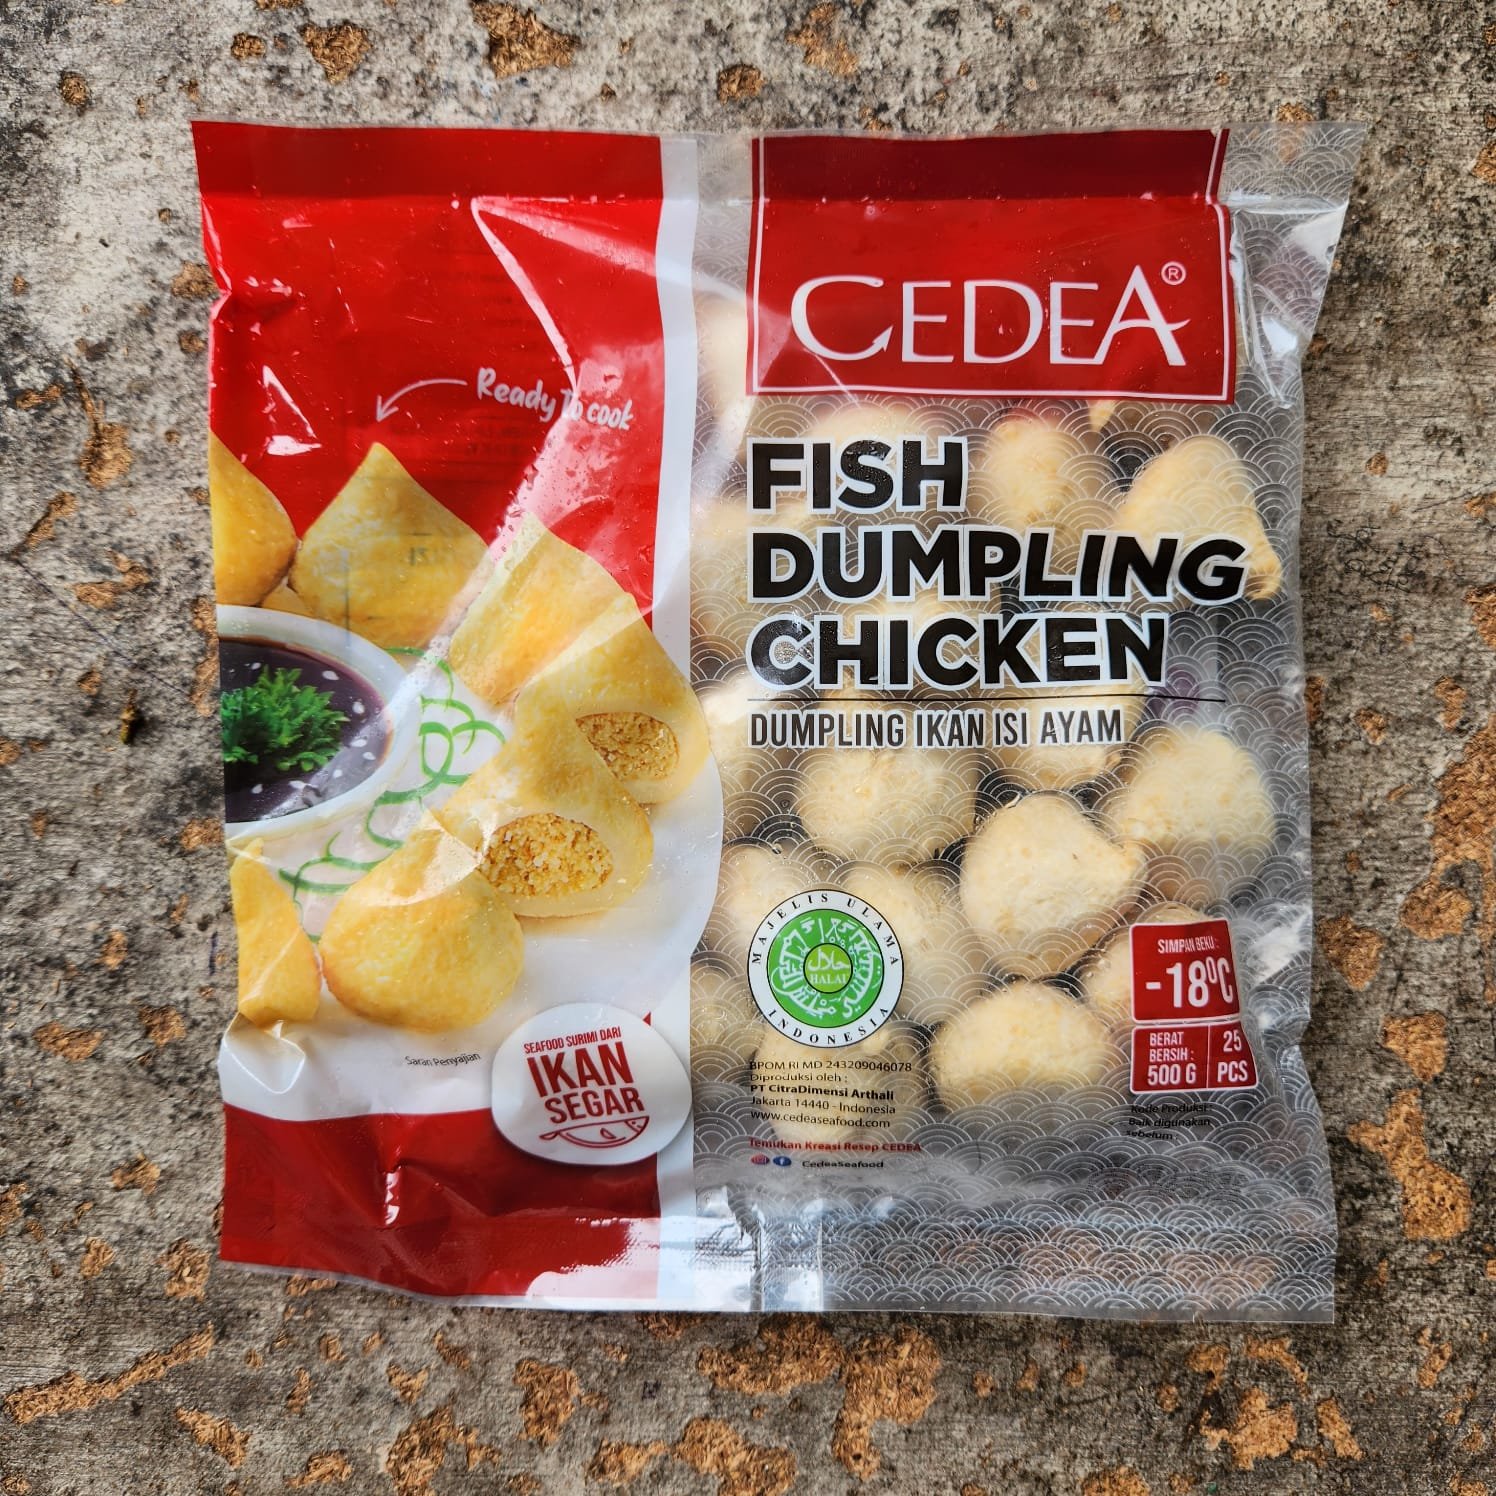 CEDEA®
Ready To cook
FISH
DUMPLING
CHICKEN
DUMPLING IKAN ISI AYAM
MAJELIS ULAMA
حلال
HALAL
INDONESIA
SIMPAN BEKU :
-18⁰C
BERAT
BERSIH :
500 G
25
PCS
Saran Penyajian
SEAFOOD SURIMI DARI
IKAN
SEGAR
BPOM RI MD 243209046078
Diproduksi oleh :
PT CitraDimensi Arthali
Jakarta 14440 - Indonesia
www.cedeaseafood.com
Temukan Kreasi Resep CEDEA
CedeaSeafood
Kode Produksi :
Baik digunakan
sebelum :